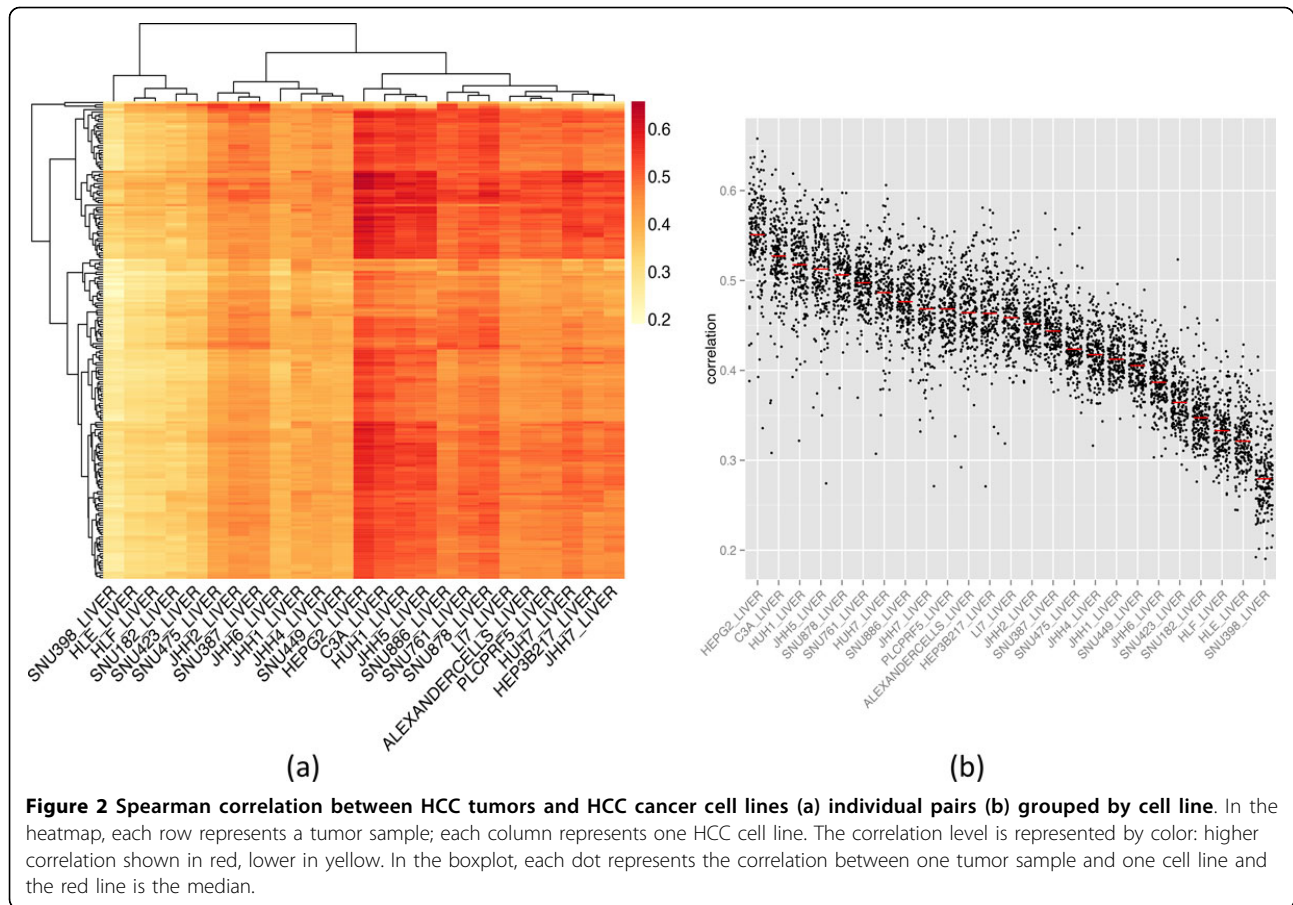 0.6
0.5
0.4
0.3
0.2
SNU398_LIVER
HLE_LIVER
HLF_LIVER
SNU182_LIVER
SNU423_LIVER
SNU475_LIVER
JHH2_LIVER
SNU387_LIVER
JHH6_LIVER
JHH1_LIVER
JHH4_LIVER
SNU449_LIVER
HEPG2_LIVER
C3A_LIVER
HUH1_LIVER
JHH5_LIVER
SNU886_LIVER
SNU761_LIVER
SNU878_LIVER
LI7_LIVER
ALEXANDERCELLS_LIVER
PLCPRF5_LIVER
HUH7_LIVER
HEP3B217_LIVER
JHH7_LIVER
(a)
correlation
0.6
0.5
0.4
0.3
0.2
HEPG2_LIVER
C3A_LIVER
HUH1_LIVER
JHH5_LIVER
SNU878_LIVER
SNU761_LIVER
HUH7_LIVER
SNU886_LIVER
JHH7_LIVER
PLCPRF5_LIVER
ALEXANDERCELLS_LIVER
HEP3B217_LIVER
LI7_LIVER
JHH2_LIVER
SNU387_LIVER
SNU475_LIVER
JHH4_LIVER
JHH1_LIVER
SNU449_LIVER
JHH6_LIVER
SNU423_LIVER
SNU182_LIVER
HLF_LIVER
HLE_LIVER
SNU398_LIVER
(b)
Figure 2 Spearman correlation between HCC tumors and HCC cancer cell lines (a) individual pairs (b) grouped by cell line. In the
heatmap, each row represents a tumor sample; each column represents one HCC cell line. The correlation level is represented by color: higher
correlation shown in red, lower in yellow. In the boxplot, each dot represents the correlation between one tumor sample and one cell line and
the red line is the median.